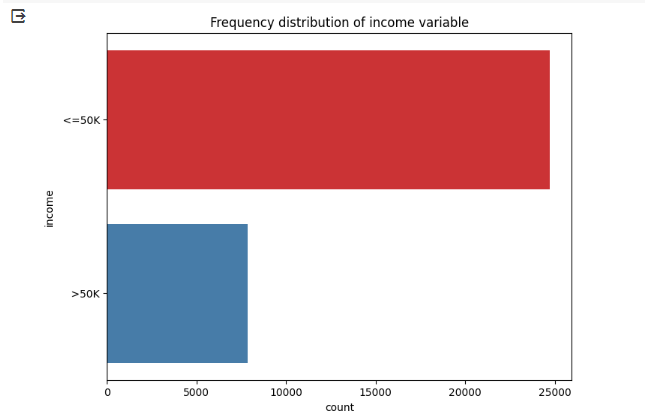 Frequency distribution of income variable
<=50K
income
>50K
0 5000 10000 15000 20000 25000
count